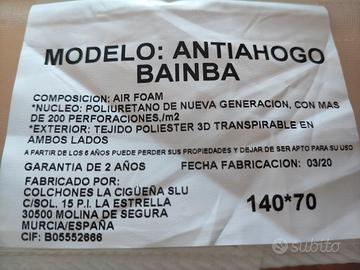 MODELO: ANTIAHOGO
BAINBA
COMPOSICION: AIR FOAM
*NUCLEO: POLIURETANO DE NUEVA GENERACION, CON MAS
DE 200 PERFORACIONES,/m2
*EXTERIOR: TEJIDO POLIESTER 3D TRANSPIRABLE EN
AMBOS LADOS
A PARTIR DE LOS 6 AÑOS PUEDE PERDER SUS PROPIEDADES Y DEJAR DE SER APTO PARA SU USO
GARANTIA DE 2 AÑOS FECHA FABRICACION: 03/20
FABRICADO POR:
COLCHONES LA CIGÜEÑA SLU
C/SOL, 15 P.I. LA ESTRELLA
30500 MOLINA DE SEGURA
MURCIA/ESPAÑA
CIF: B05552666
140*70
subito